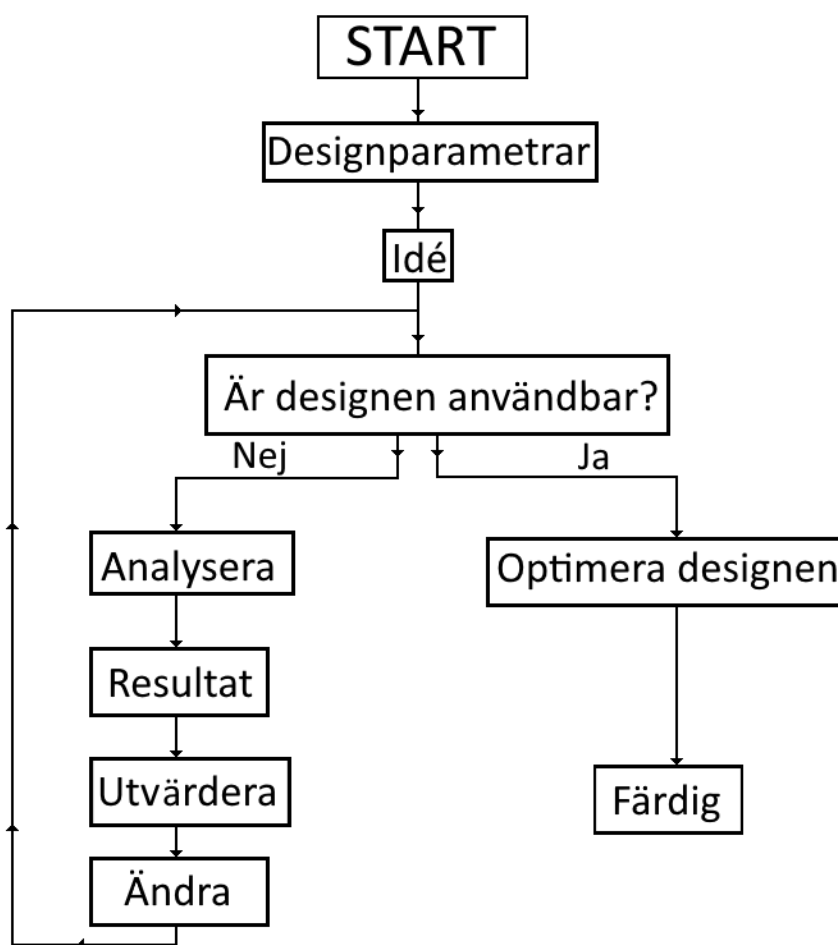 START
Designparametrar
Idé
Är designen användbar?
Nej
Ja
Analysera
Optimera designen
Resultat
Utvärdera
Färdig
Ändra